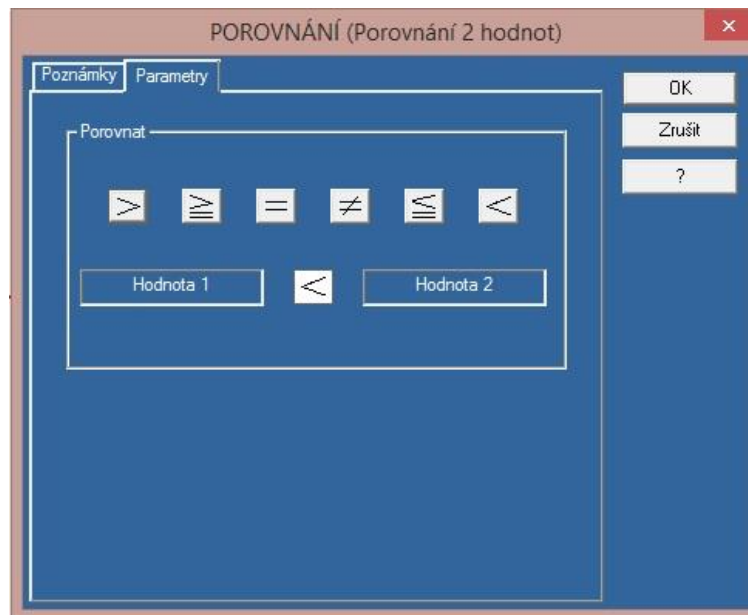 POROVNÁNÍ (Porovnání 2 hodnot)
x
Poznámky Parametry
OK
Porovnat
Zrušit
?
> ≧ = ≠ ≦ <
Hodnota 1 < Hodnota 2